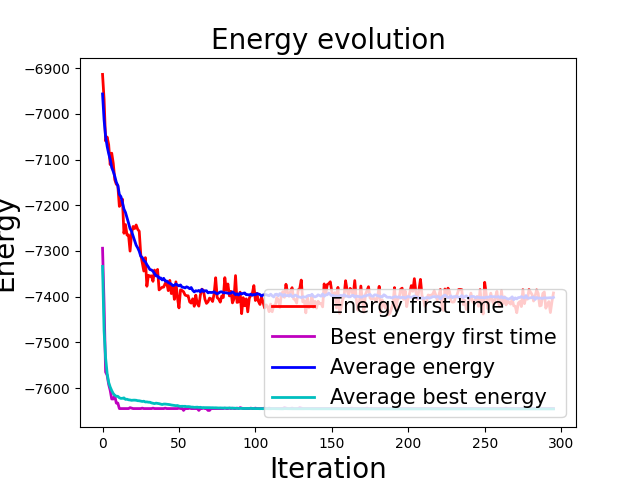 Energy evolution
Energy
−6900
−7000
−7100
−7200
−7300
−7400
−7500
−7600
Energy first time
Best energy first time
Average energy
Average best energy
0 50 100 150 200 250 300
Iteration